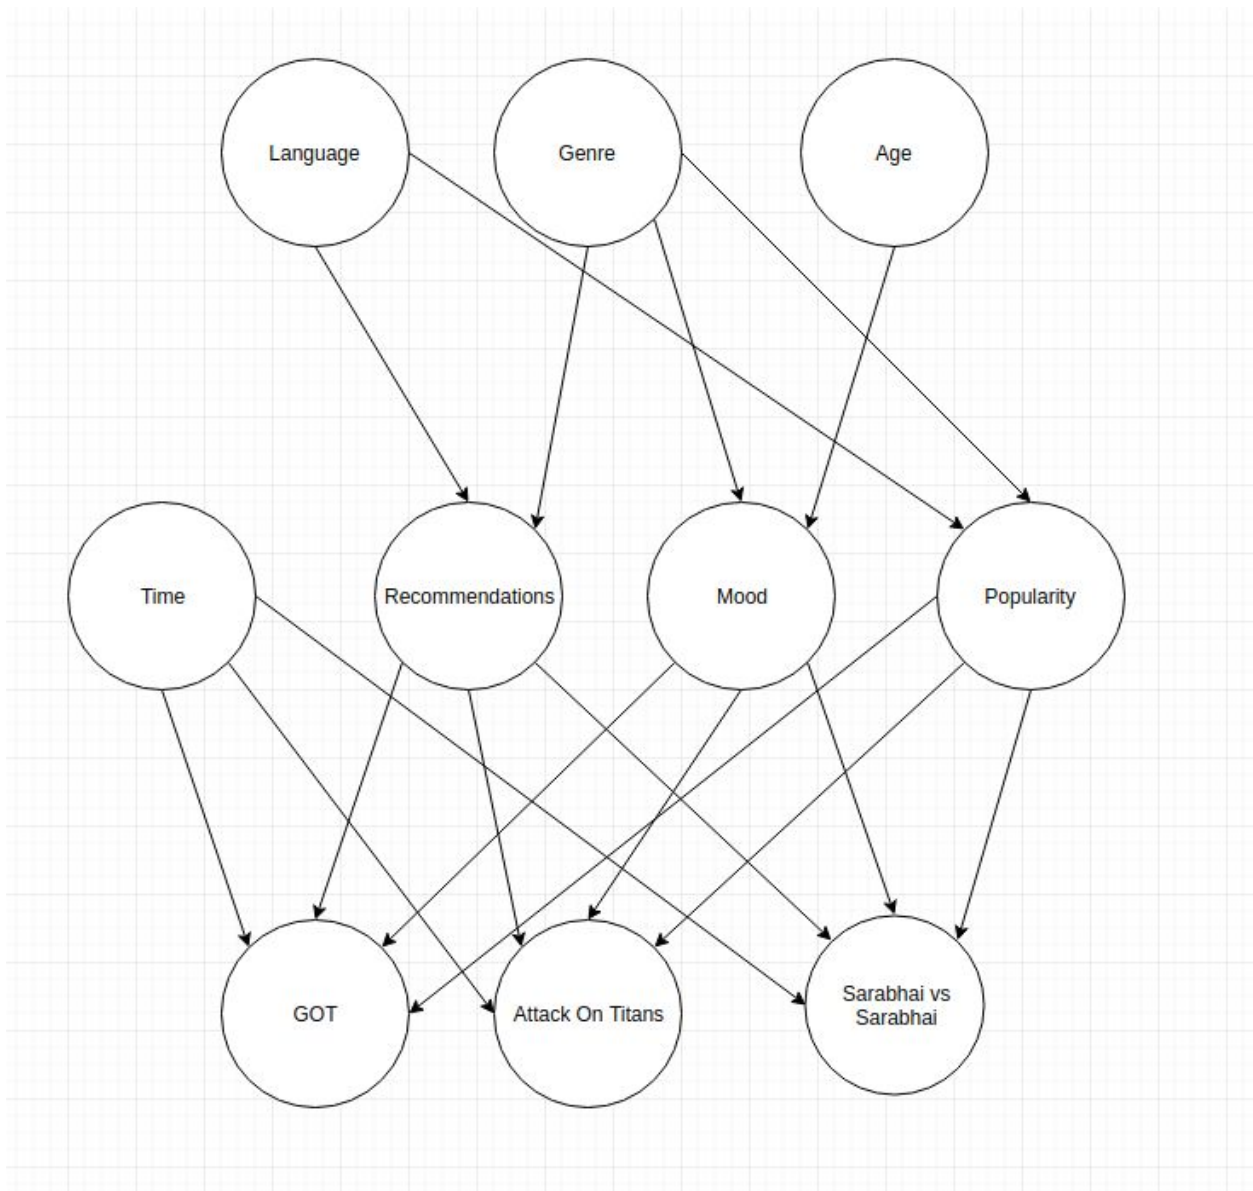 Language
Genre
Age
Time
Recommendations
Mood
Popularity
GOT
Attack On Titans
Sarabhai vs
Sarabhai